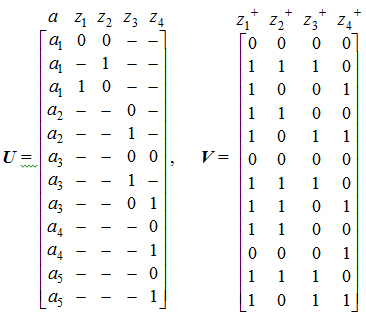 a z₁ z₂ z₃ z₄ z₁⁺ z₂⁺ z₃⁺ z₄⁺
a₁ 0 0 – – 0 0 0 0
a₁ – 1 – – 1 1 1 0
a₁ 1 0 – – 1 0 0 1
a₂ – – 0 – 1 1 0 0
a₂ – – 1 – 1 0 1 1
U = a₃ – – 0 0 , V = 0 0 0 0
a₃ – – 1 – 1 1 1 0
a₃ – – 0 1 1 1 0 1
a₄ – – – 0 1 1 0 0
a₄ – – – 1 0 0 0 1
a₅ – – – 0 1 1 1 0
a₅ – – – 1 1 0 1 1